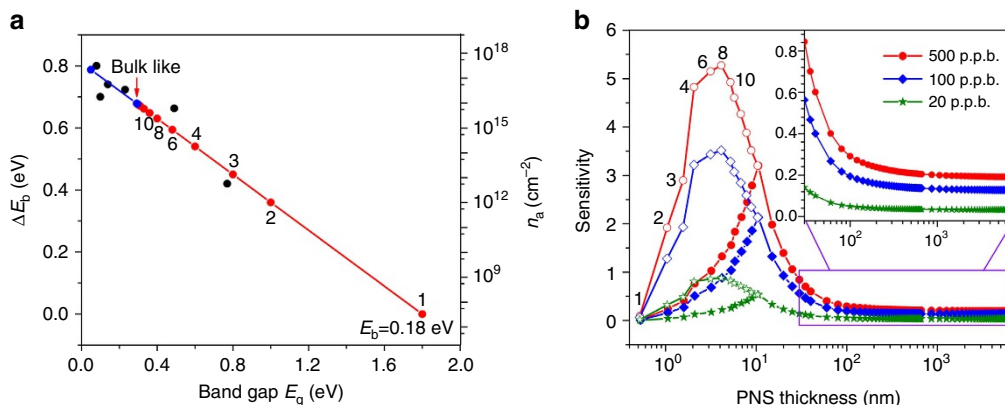 a
ΔE_b (eV)
0.8
0.6
0.4
0.2
0.0
Bulk like
10
8
6
4
3
2
1
E_b=0.18 eV
10^18
10^15
10^12
10^9
n_a (cm^−2)
0.0 0.4 0.8 1.2 1.6 2.0
Band gap E_g (eV)
b
Sensitivity
6
5
4
3
2
1
0
8
6
10
4
3
2
1
0.8
0.6
0.4
0.2
0.0
10^2 10^3
500 p.p.b.
100 p.p.b.
20 p.p.b.
10^0 10^1 10^2 10^3
PNS thickness (nm)